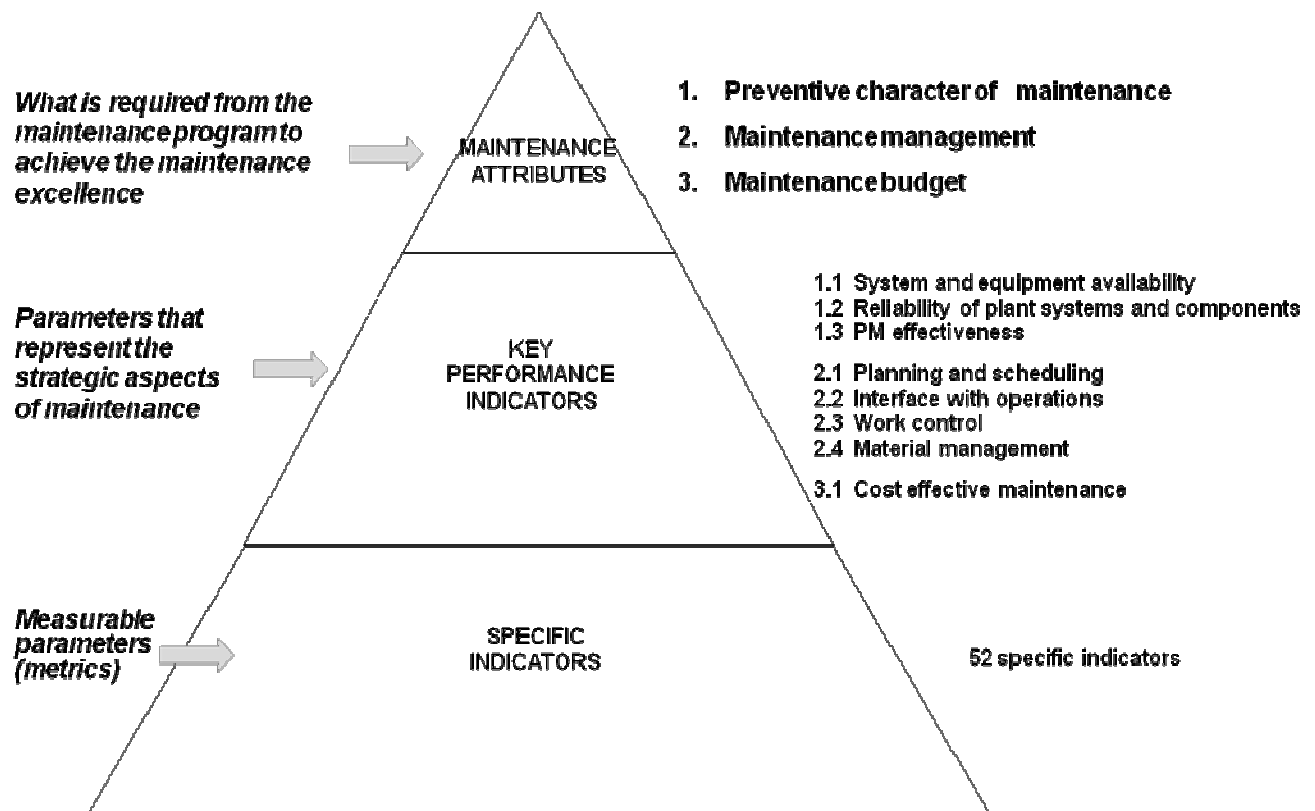 What is required from the
maintenance program to
achieve the maintenance
excellence
MAINTENANCE
ATTRIBUTES
1. Preventive character of maintenance
2. Maintenance management
3. Maintenance budget
Parameters that
represent the
strategic aspects
of maintenance
KEY
PERFORMANCE
INDICATORS
1.1 System and equipment availability
1.2 Reliability of plant systems and components
1.3 PM effectiveness
2.1 Planning and scheduling
2.2 Interface with operations
2.3 Work control
2.4 Material management
3.1 Cost effective maintenance
Measurable
parameters
(metrics)
SPECIFIC
INDICATORS
52 specific indicators